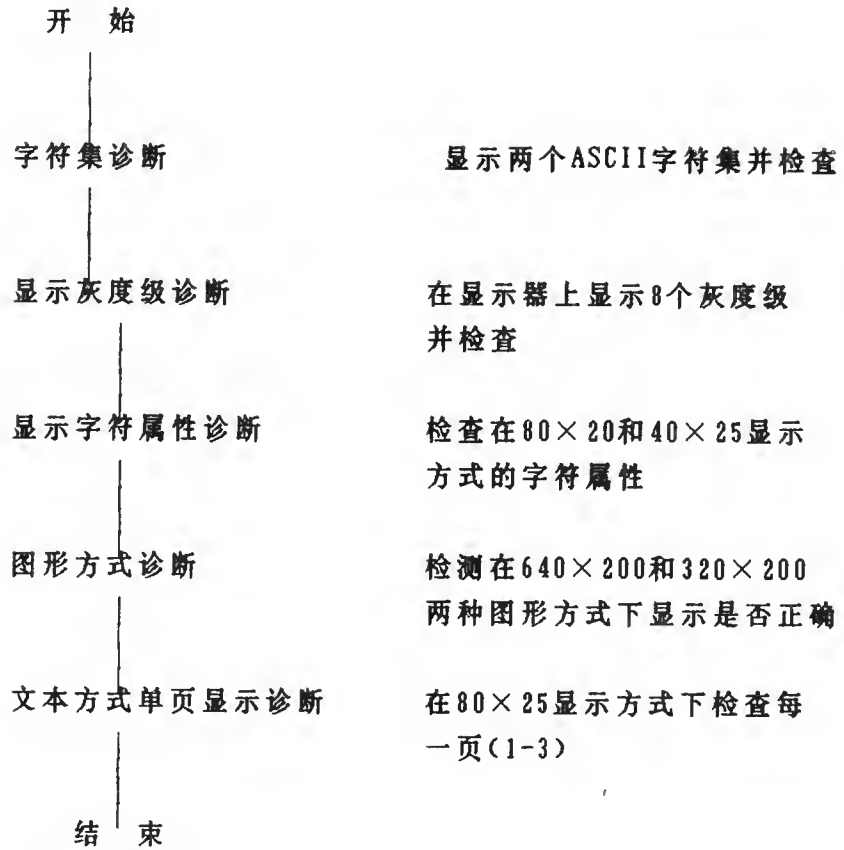 开 始
字符集诊断 显示两个ASCII字符集并检查
显示灰度级诊断 在显示器上显示8个灰度级
并检查
显示字符属性诊断 检查在80×20和40×25显示
方式的字符属性
图形方式诊断 检测在640×200和320×200
两种图形方式下显示是否正确
文本方式单页显示诊断 在80×25显示方式下检查每
一页(1-3)
结 束